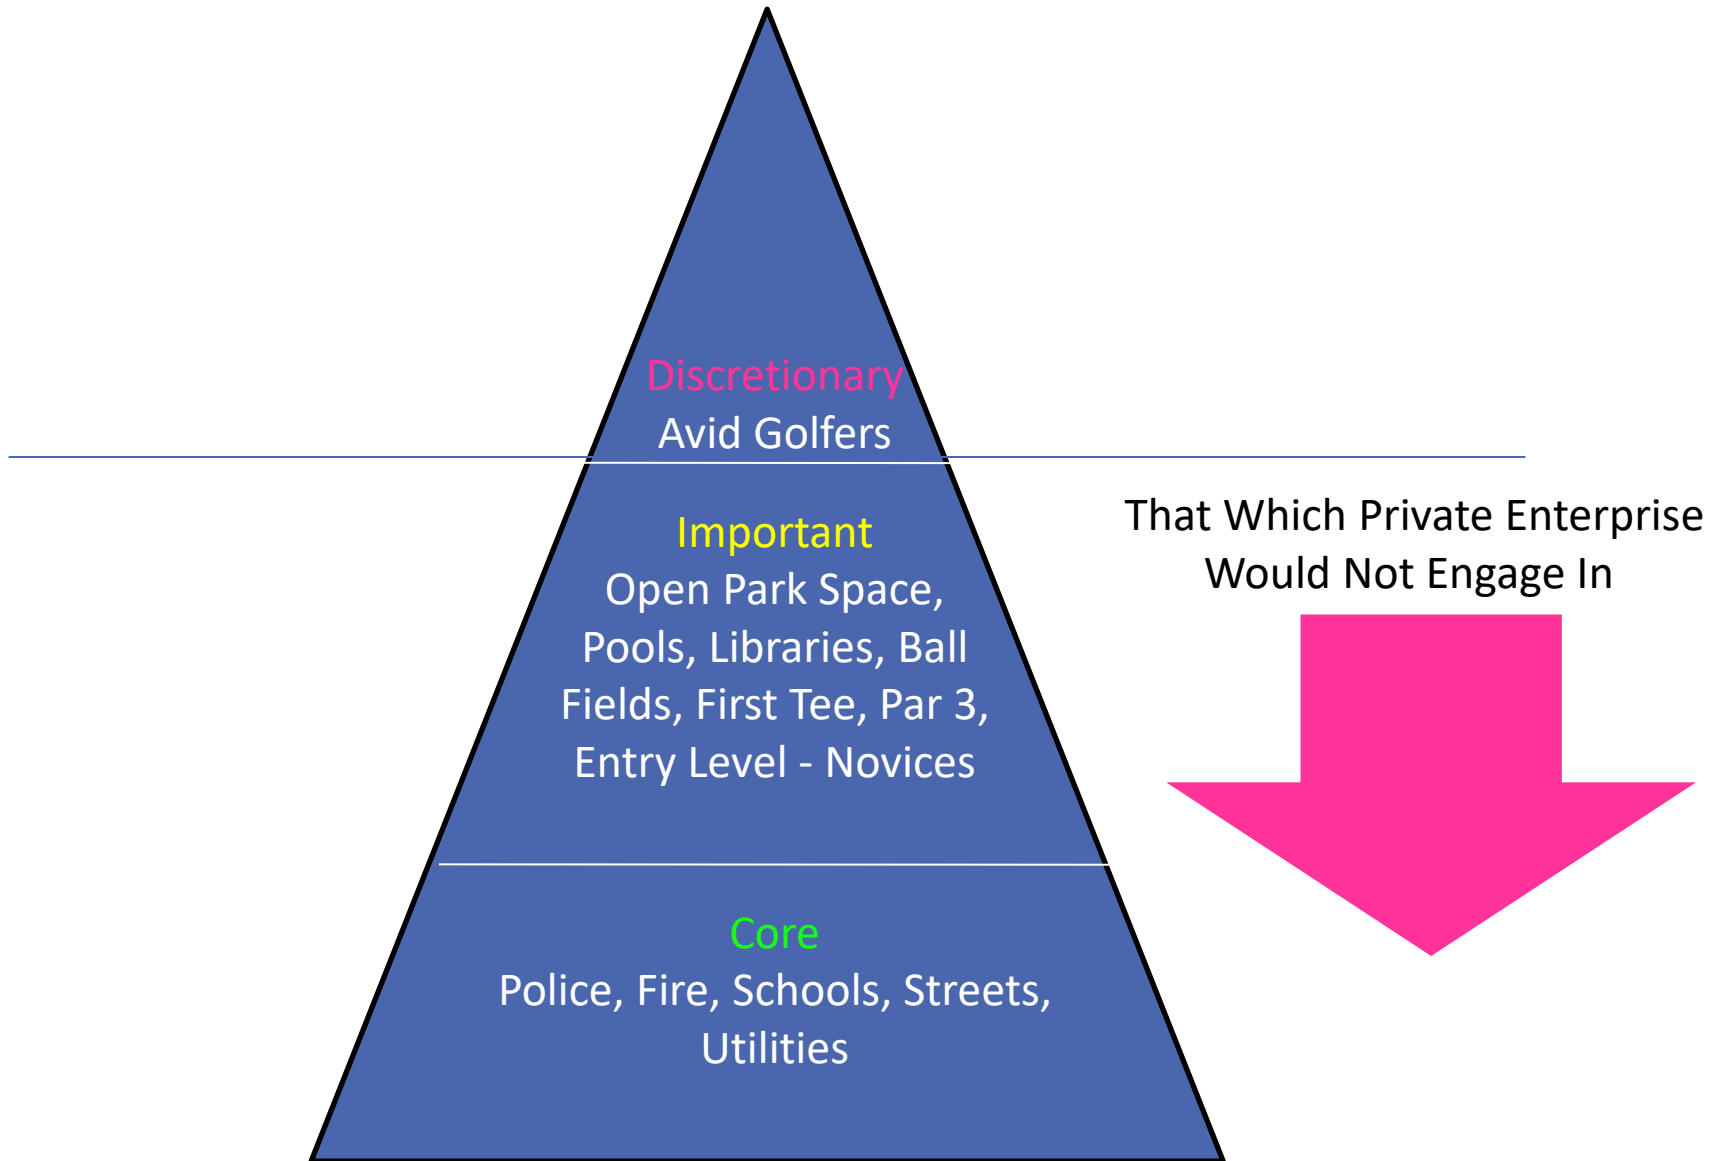 Discretionary
Avid Golfers
Important
Open Park Space,
Pools, Libraries, Ball
Fields, First Tee, Par 3,
Entry Level - Novices
That Which Private Enterprise
Would Not Engage In
Core
Police, Fire, Schools, Streets,
Utilities